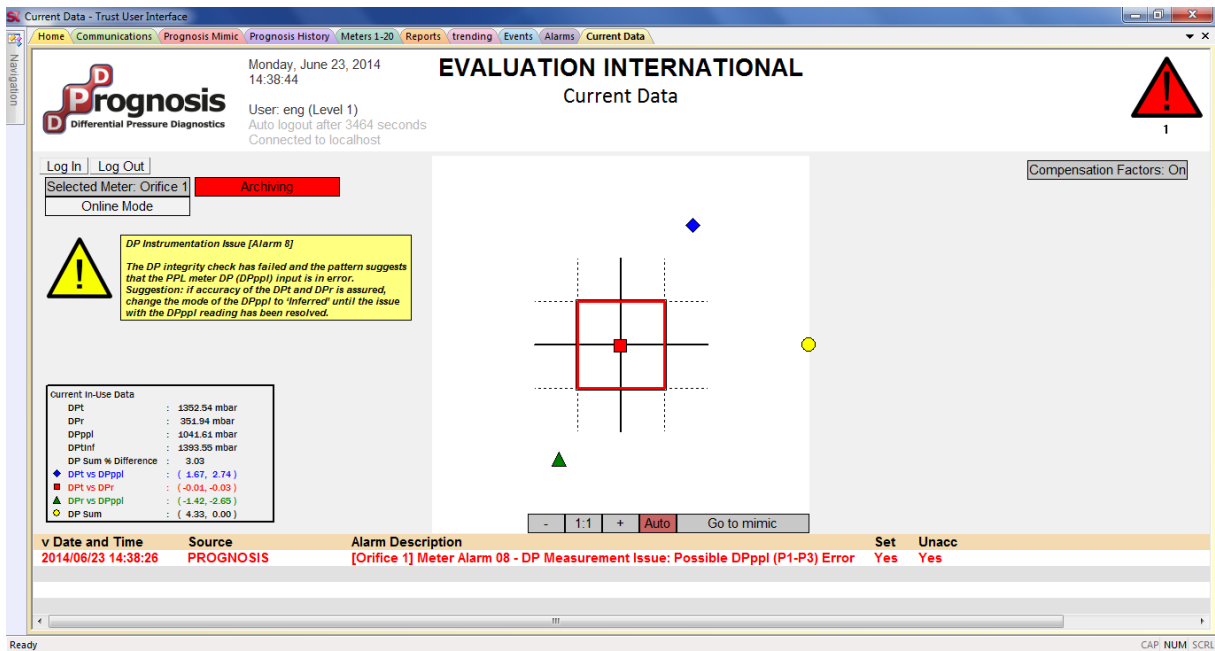 Current Data - Trust User Interface
Home Communications Prognosis Mimic Prognosis History Meters 1-20 Reports trending Events Alarms Current Data
Navigation
Prognosis
Differential Pressure Diagnostics
Monday, June 23, 2014
14:38:44
User: eng (Level 1)
Auto logout after 3464 seconds
Connected to localhost
EVALUATION INTERNATIONAL
Current Data
1
Log In Log Out
Selected Meter: Orifice 1 Archiving
Online Mode
Compensation Factors: On
DP Instrumentation Issue [Alarm 8]
The DP integrity check has failed and the pattern suggests
that the PPL meter DP (DPppl) input is in error.
Suggestion: if accuracy of the DPt and DPr is assured,
change the mode of the DPppl to 'Inferred' until the issue
with the DPppl reading has been resolved.
Current In-Use Data
DPt : 1352.54 mbar
DPr : 351.94 mbar
DPppl : 1041.61 mbar
DPtInf : 1393.55 mbar
DP Sum % Difference : 3.03
DPt vs DPppl : ( 1.67, 2.74 )
DPt vs DPr : ( -0.01, -0.03 )
DPr vs DPppl : ( -1.42, -2.65 )
DP Sum : ( 4.33, 0.00 )
- 1:1 + Auto Go to mimic
v Date and Time Source Alarm Description Set Unacc
2014/06/23 14:38:26 PROGNOSIS [Orifice 1] Meter Alarm 08 - DP Measurement Issue: Possible DPppl (P1-P3) Error Yes Yes
Ready CAP NUM SCRL